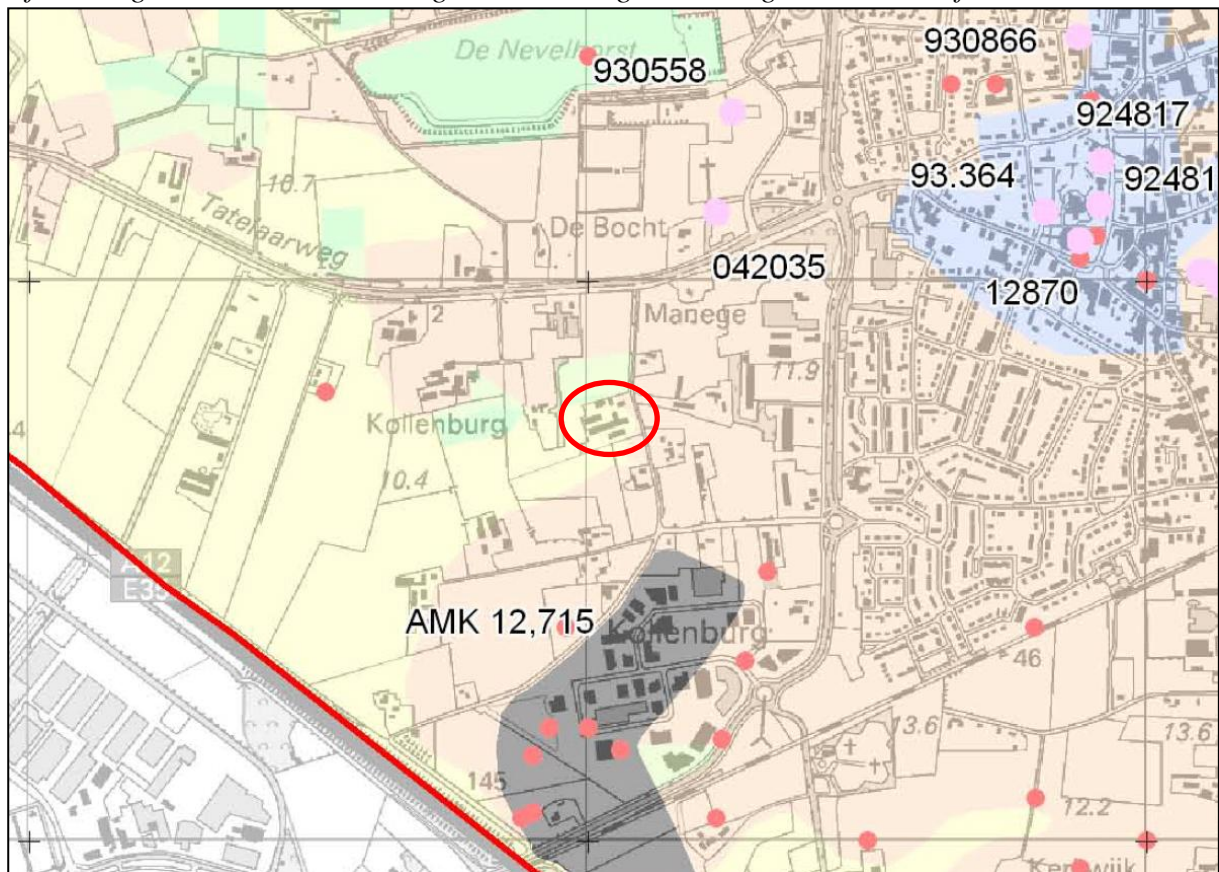 De Nevelhorst
930558
930866
924817
93.364
92481
10.7
Tatelaarweg
De Bocht
042035
12870
2
Manege
11.9
Kollenburg
10.4
A12
E35
AMK 12,715
Kollenburg
46
13.6
13.6
145
12.2